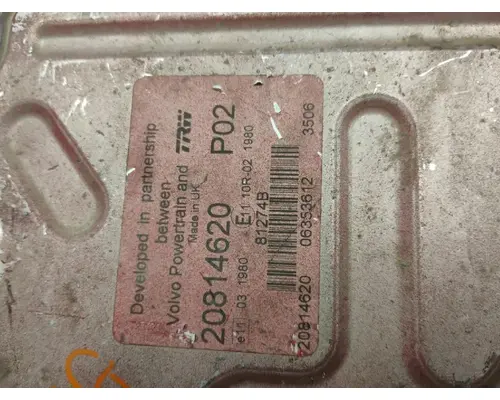 Developed in partnership
between
Volvo Powertrain and TRW
Made in UK
20814620 P02
e11 03 1980 E11 10R-02 1980
81274B
20814620 06353612 3506